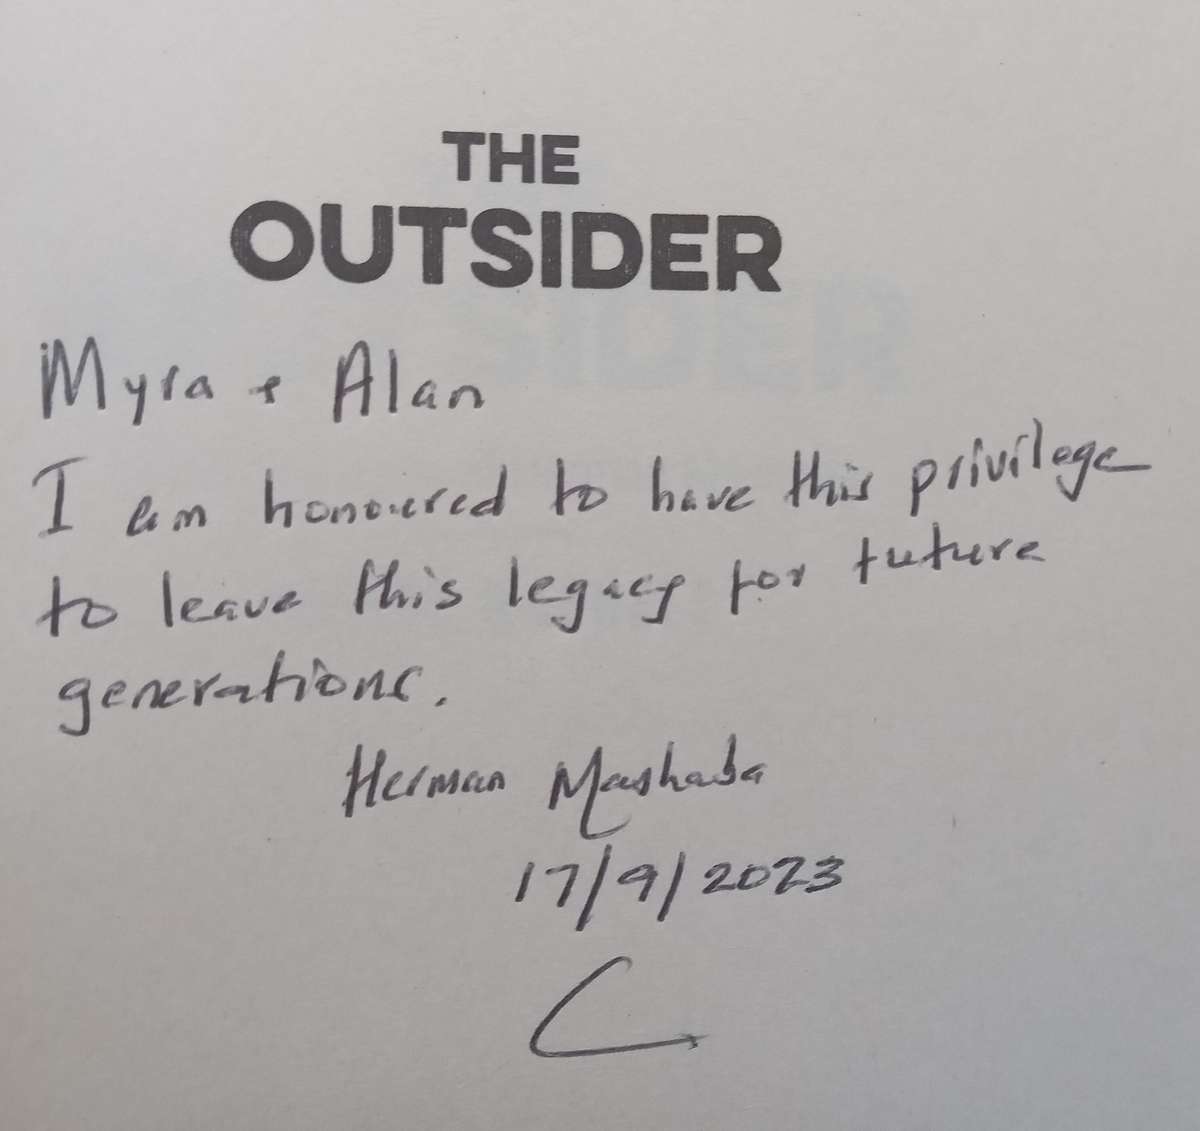 THE
OUTSIDER
Myra + Alan
I am honoured to have this privilege
to leave this legacy for future
generations.
Herman Mashaba
17/9/2023